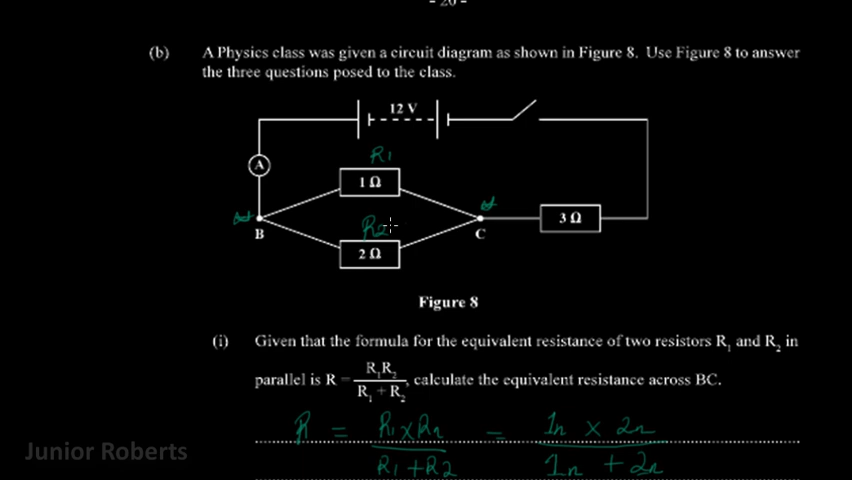 - 20 -
(b) A Physics class was given a circuit diagram as shown in Figure 8. Use Figure 8 to answer
the three questions posed to the class.
12 V
A
R1
1 Ω
B
R2
2 Ω
C
3 Ω
Figure 8
(i) Given that the formula for the equivalent resistance of two resistors R₁ and R₂ in
parallel is R = R₁R₂ / R₁ + R₂, calculate the equivalent resistance across BC.
R = R1 x R2 / R1 + R2 = 1Ω x 2Ω / 1Ω + 2Ω
Junior Roberts